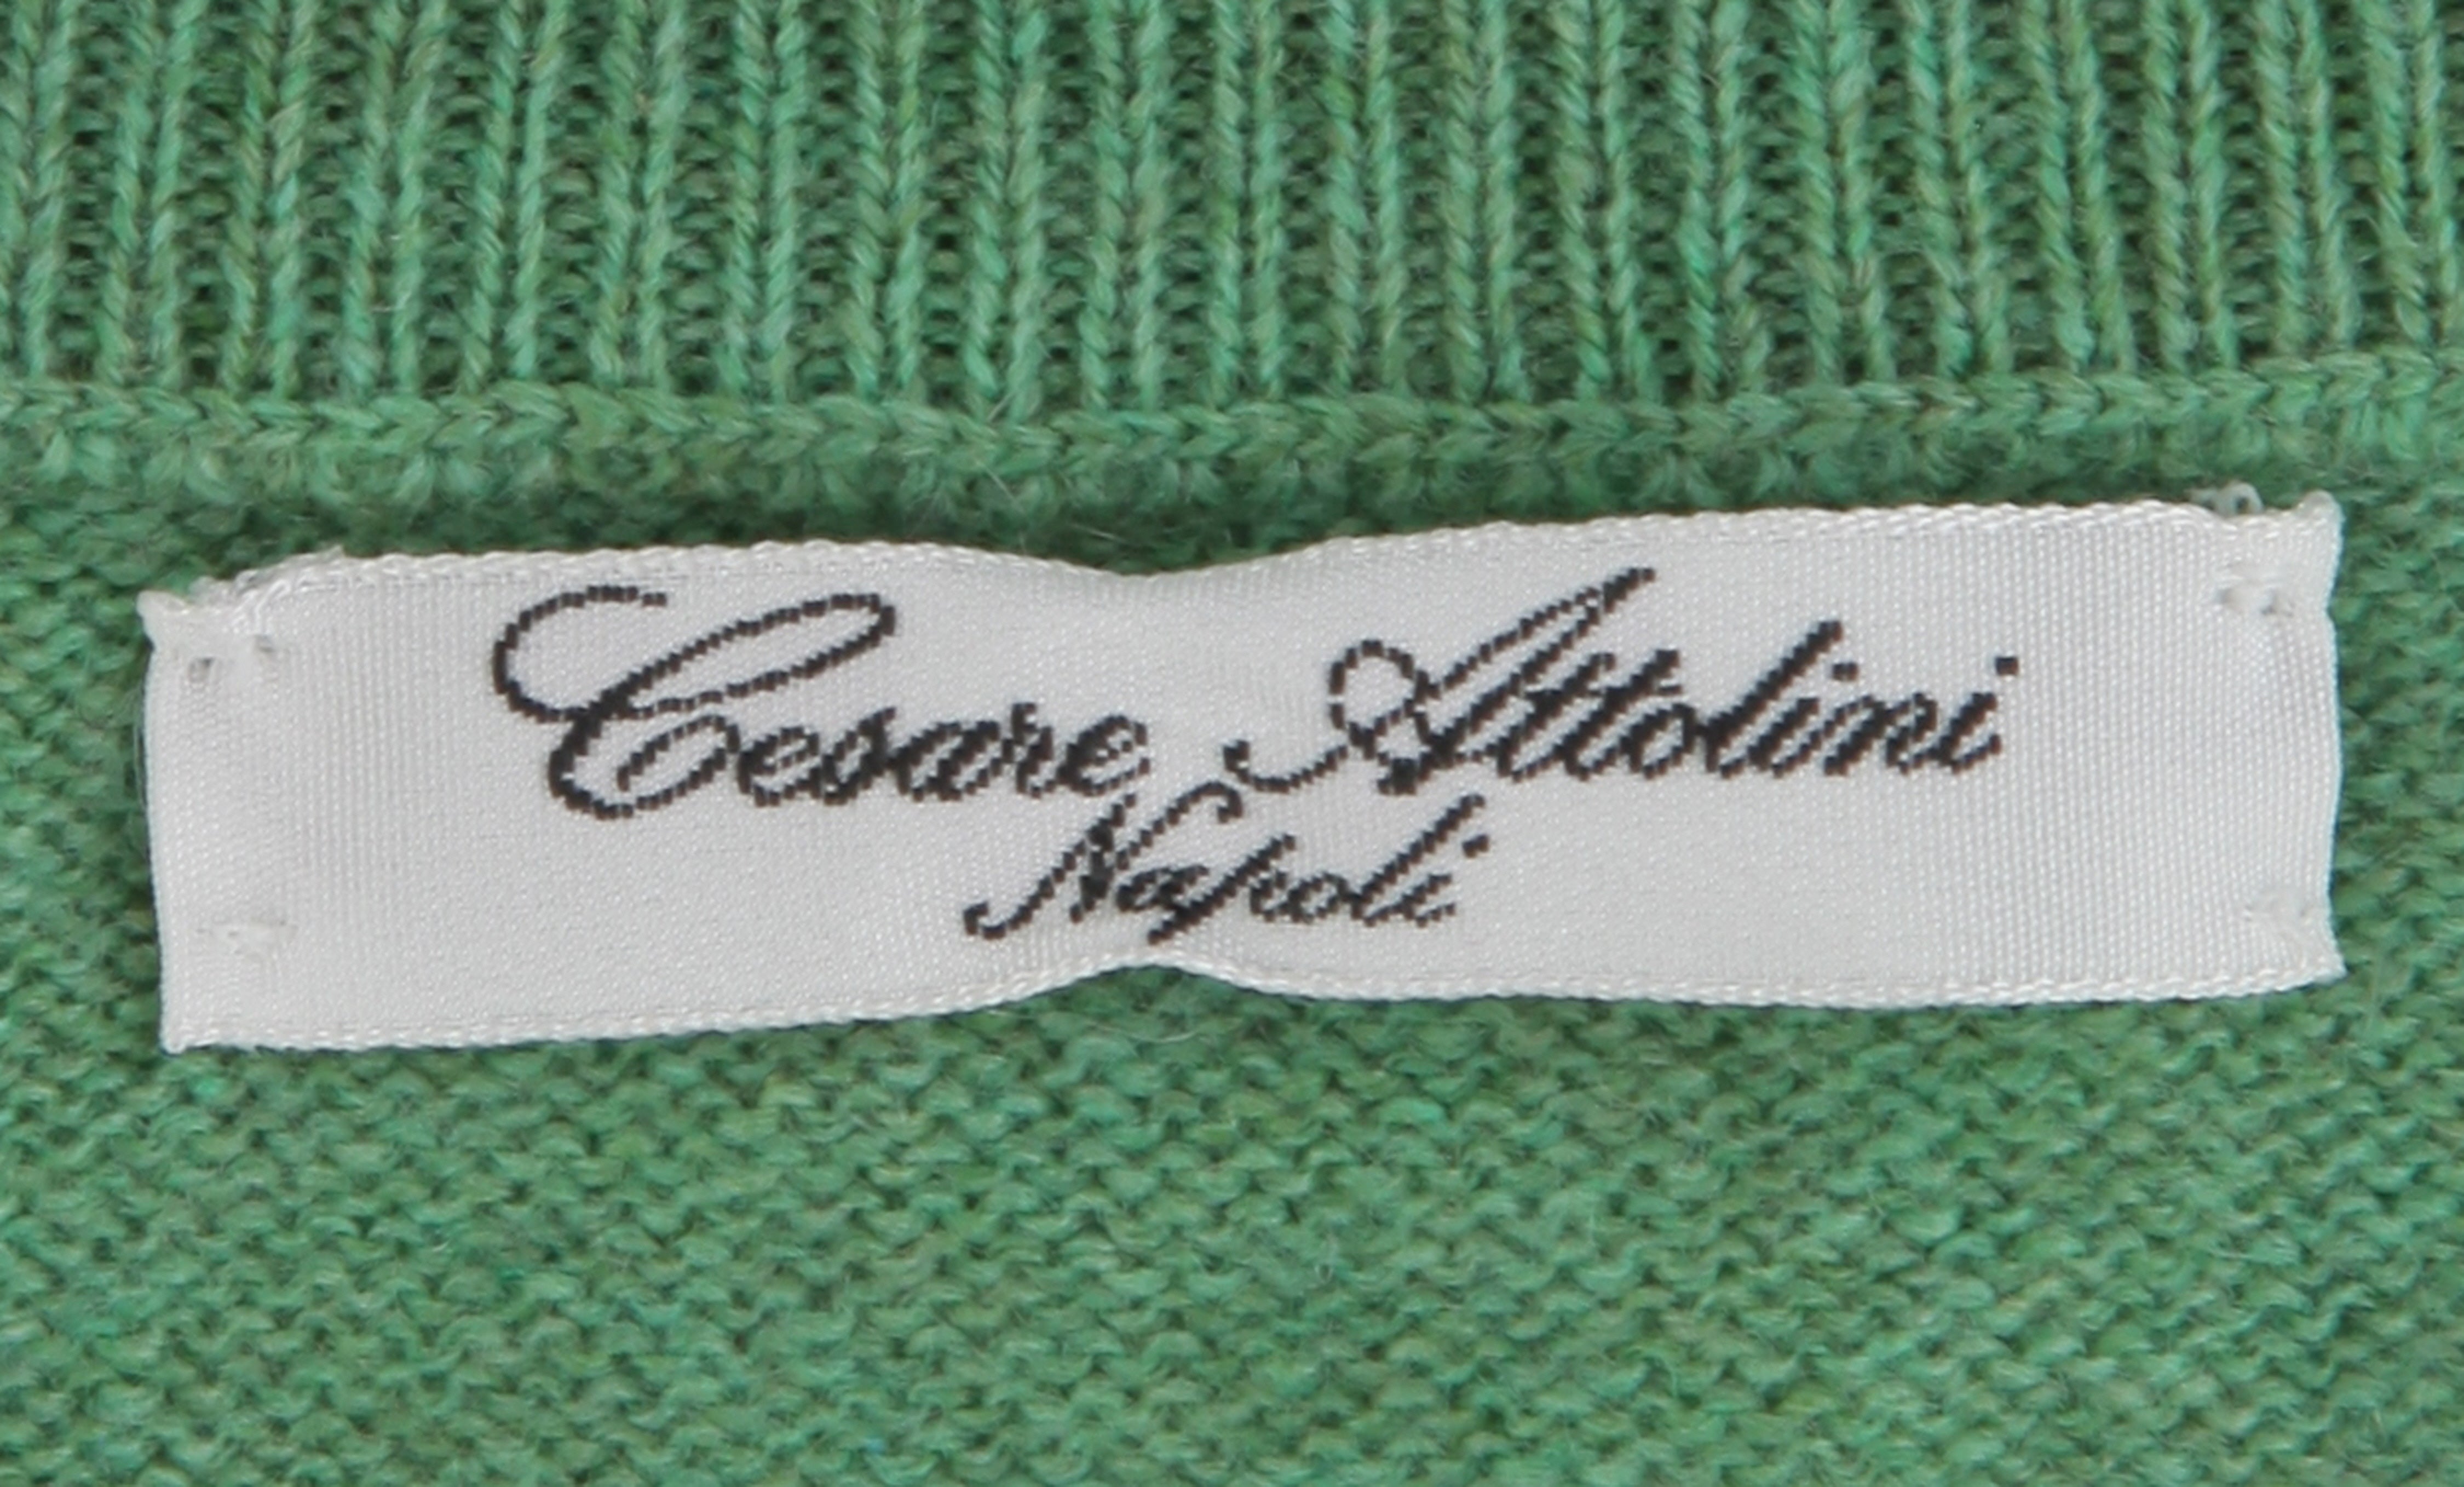 Cesare Attolini
Napoli